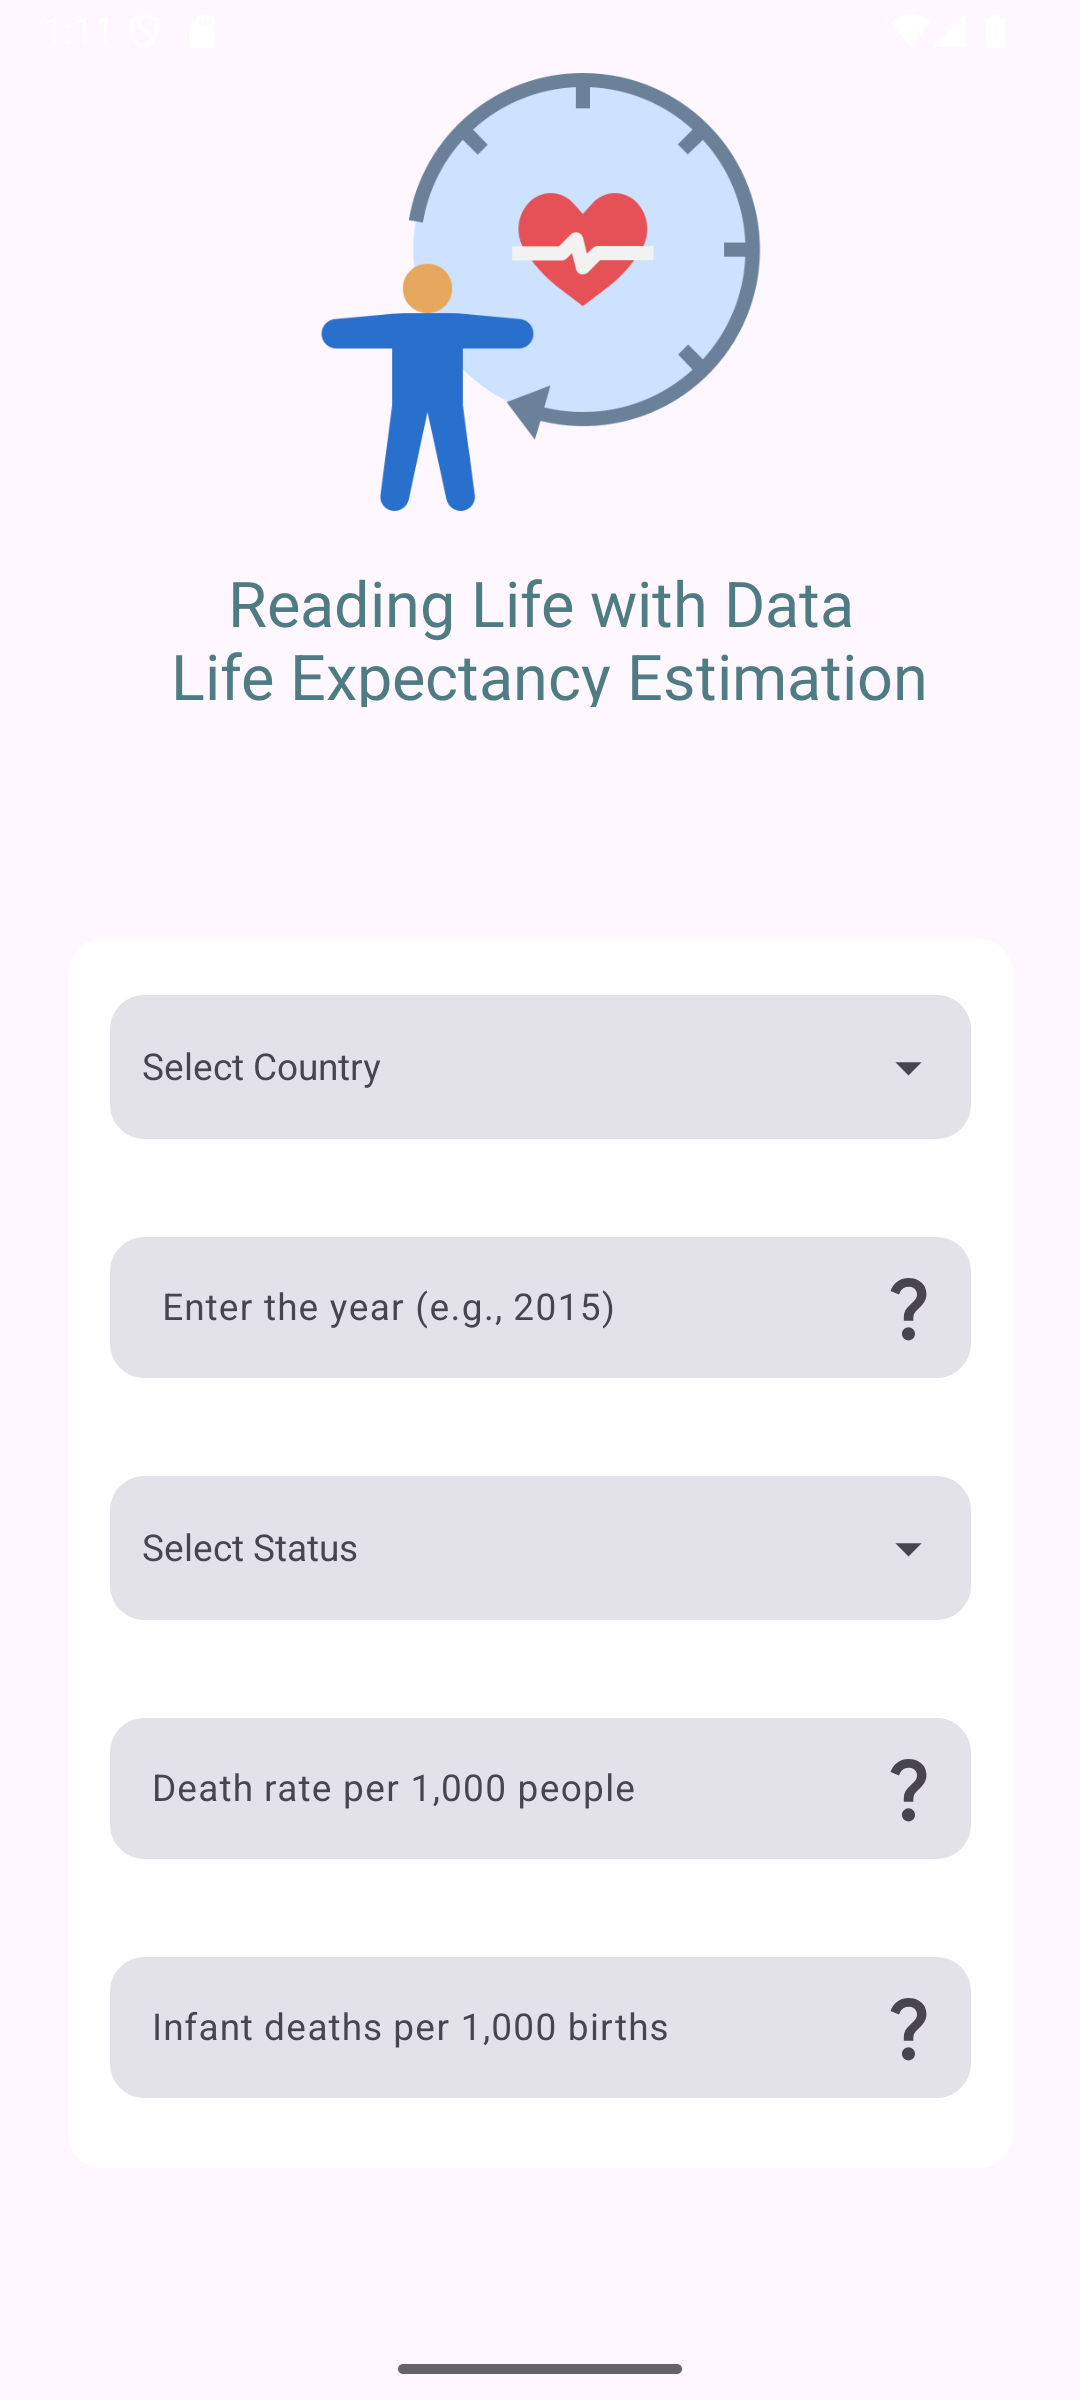 1:11
Reading Life with Data
Life Expectancy Estimation
Select Country
Enter the year (e.g., 2015)
?
Select Status
Death rate per 1,000 people
?
Infant deaths per 1,000 births
?